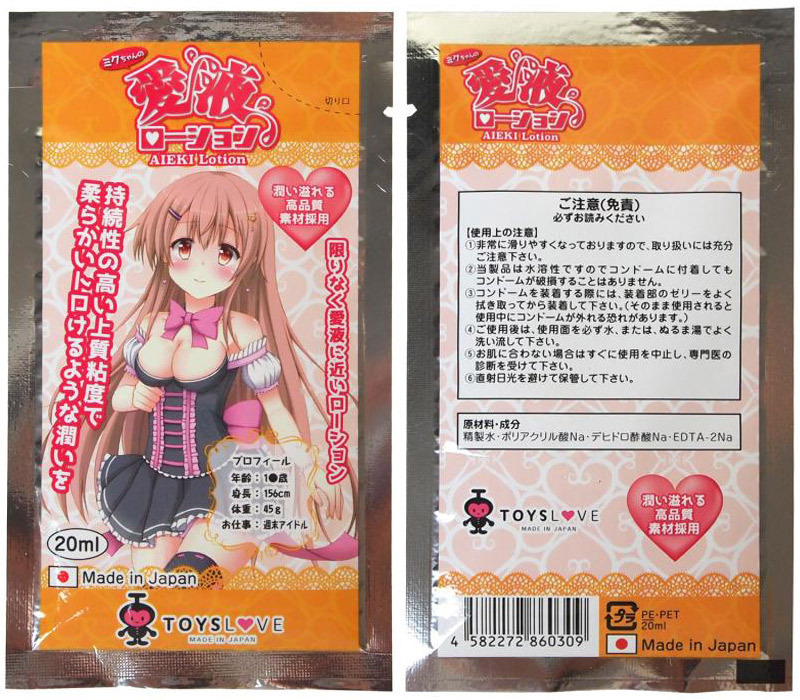 ミクちゃんの
愛液
ローション
AIEKI Lotion
切り口
潤い溢れる
高品質
素材採用
持続性の高い上質粘度で
柔らかいトロけるような潤いを
限りなく愛液に近いローション
プロフィール
年齢：1●歳
身長：156cm
体重：45g
お仕事：週末アイドル
20ml
Made in Japan
TOYSL♥VE
MADE IN JAPAN
ミクちゃんの
愛液
ローション
AIEKI Lotion
ご注意(免責)
必ずお読みください
【使用上の注意】
①非常に滑りやすくなっておりますので、取り扱いには充分
ご注意下さい。
②当製品は水溶性ですのでコンドームに付着しても
コンドームが破損することはありません。
③コンドームを装着する際には、装着部のゼリーをよく
拭き取ってから装着して下さい。(そのまま使用されると
使用中にコンドームが外れる恐れがあります。)
④ご使用後は、使用面を必ず水、または、ぬるま湯でよく
洗い流して下さい。
⑤お肌に合わない場合はすぐに使用を中止し、専門医の
診断を受けて下さい。
⑥直射日光を避けて保管して下さい。
原材料・成分
精製水・ポリアクリル酸Na・デヒドロ酢酸Na・EDTA-2Na
TOYSL♥VE
MADE IN JAPAN
潤い溢れる
高品質
素材採用
4 582272 860309
プラ
PE・PET
20ml
Made in Japan